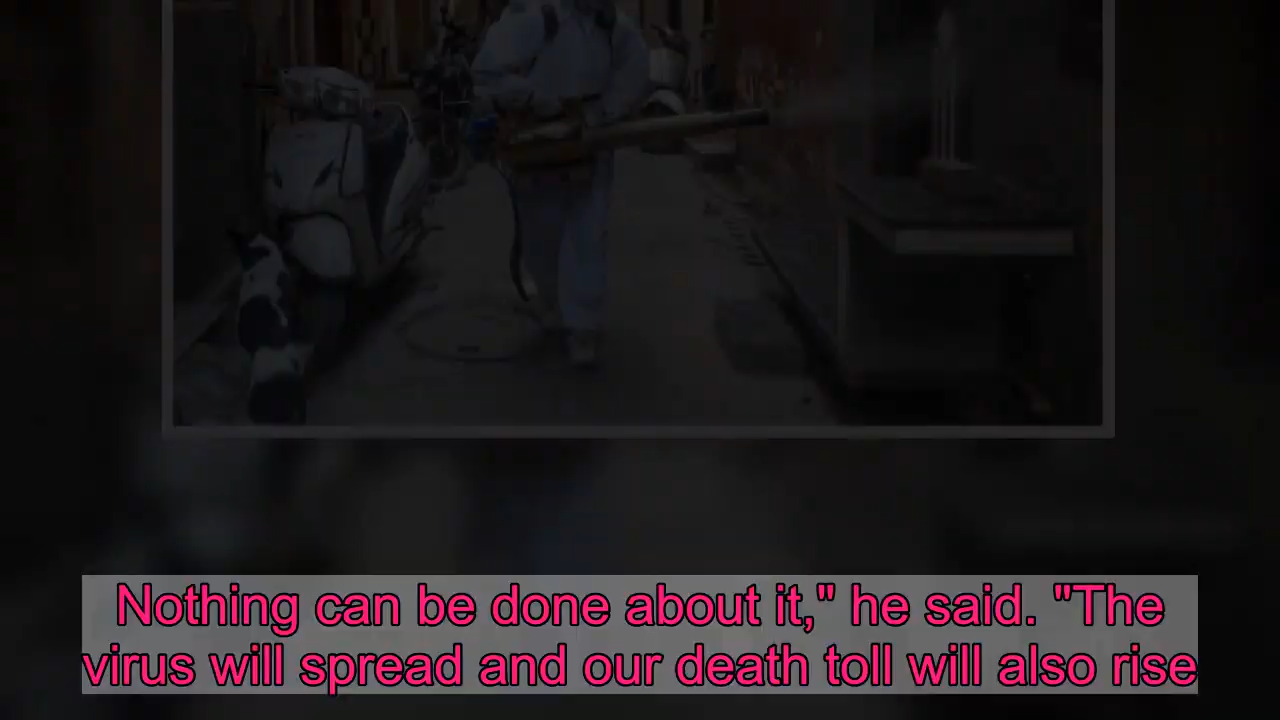 Nothing can be done about it," he said. "The
virus will spread and our death toll will also rise